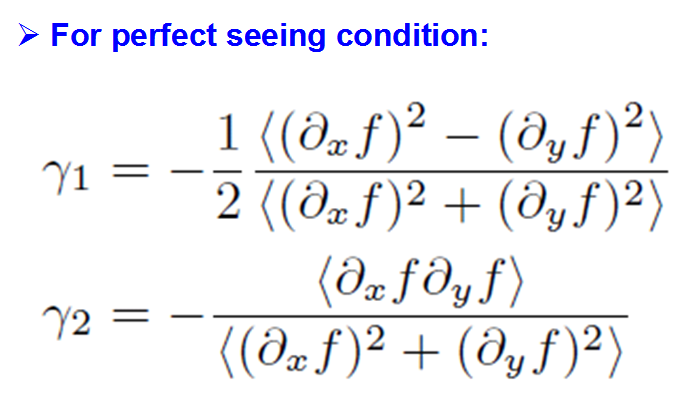 ➢ For perfect seeing condition:
γ₁ = −1/2 ⟨(∂ₓf)² − (∂ᵧf)²⟩ / ⟨(∂ₓf)² + (∂ᵧf)²⟩
γ₂ = − ⟨∂ₓf∂ᵧf⟩ / ⟨(∂ₓf)² + (∂ᵧf)²⟩